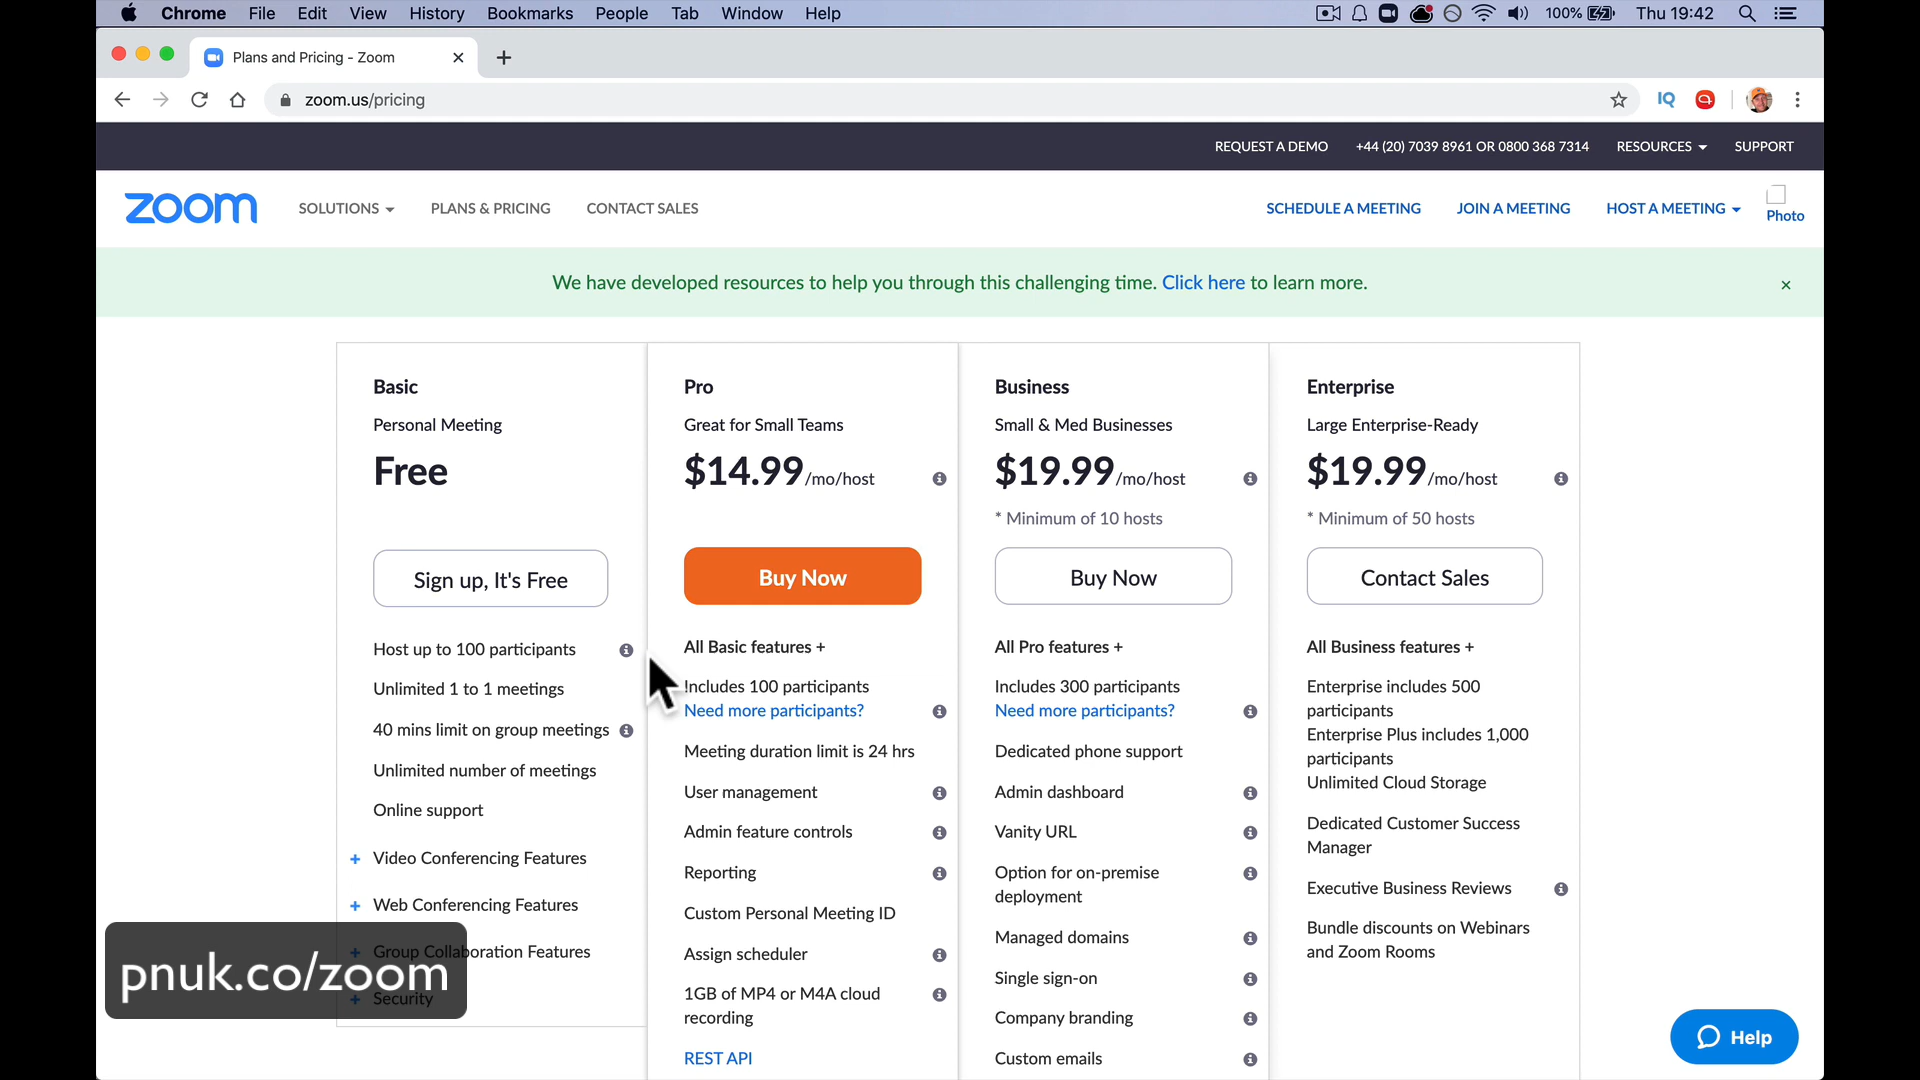 Chrome File Edit View History Bookmarks People Tab Window Help
100% Thu 19:42
Plans and Pricing - Zoom
zoom.us/pricing
IQ
REQUEST A DEMO +44 (20) 7039 8961 OR 0800 368 7314 RESOURCES SUPPORT
zoom
SOLUTIONS PLANS & PRICING CONTACT SALES
SCHEDULE A MEETING JOIN A MEETING HOST A MEETING
Photo
We have developed resources to help you through this challenging time. Click here to learn more.
Basic
Personal Meeting
Free
Sign up, It's Free
Host up to 100 participants
Unlimited 1 to 1 meetings
40 mins limit on group meetings
Unlimited number of meetings
Online support
+ Video Conferencing Features
+ Web Conferencing Features
+ Group Collaboration Features
+ Security
Pro
Great for Small Teams
$14.99/mo/host
Buy Now
All Basic features +
Includes 100 participants
Need more participants?
Meeting duration limit is 24 hrs
User management
Admin feature controls
Reporting
Custom Personal Meeting ID
Assign scheduler
1GB of MP4 or M4A cloud
recording
REST API
Business
Small & Med Businesses
$19.99/mo/host
* Minimum of 10 hosts
Buy Now
All Pro features +
Includes 300 participants
Need more participants?
Dedicated phone support
Admin dashboard
Vanity URL
Option for on-premise
deployment
Managed domains
Single sign-on
Company branding
Custom emails
Enterprise
Large Enterprise-Ready
$19.99/mo/host
* Minimum of 50 hosts
Contact Sales
All Business features +
Enterprise includes 500
participants
Enterprise Plus includes 1,000
participants
Unlimited Cloud Storage
Dedicated Customer Success
Manager
Executive Business Reviews
Bundle discounts on Webinars
and Zoom Rooms
pnuk.co/zoom
Help